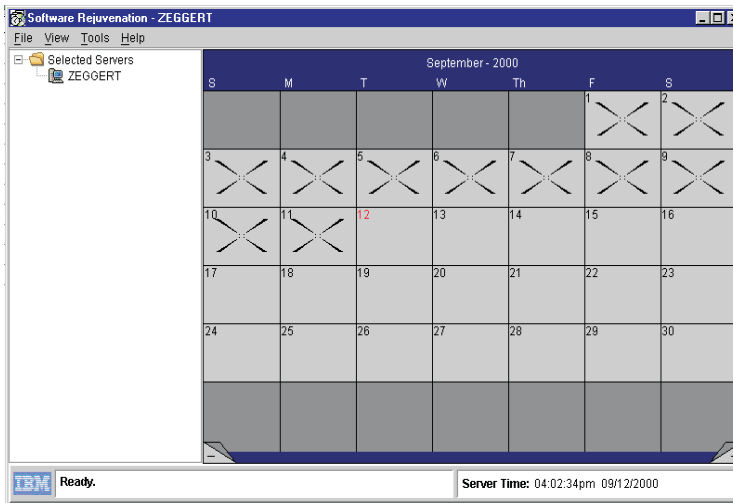 Software Rejuvenation - ZEGGERT
File View Tools Help
Selected Servers
ZEGGERT
September - 2000
S M T W Th F S
1 2
3 4 5 6 7 8 9
10 11 12 13 14 15 16
17 18 19 20 21 22 23
24 25 26 27 28 29 30
IBM Ready. Server Time: 04:02:34pm 09/12/2000